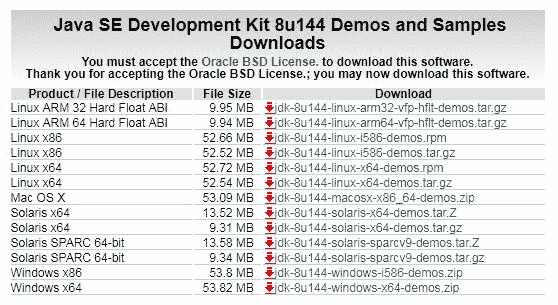 Java SE Development Kit 8u144 Demos and Samples
Downloads
You must accept the Oracle BSD License. to download this software.
Thank you for accepting the Oracle BSD License.; you may now download this software.
Product / File Description File Size Download
Linux ARM 32 Hard Float ABI 9.95 MB jdk-8u144-linux-arm32-vfp-hflt-demos.tar.gz
Linux ARM 64 Hard Float ABI 9.94 MB jdk-8u144-linux-arm64-vfp-hflt-demos.tar.gz
Linux x86 52.66 MB jdk-8u144-linux-i586-demos.rpm
Linux x86 52.52 MB jdk-8u144-linux-i586-demos.tar.gz
Linux x64 52.72 MB jdk-8u144-linux-x64-demos.rpm
Linux x64 52.54 MB jdk-8u144-linux-x64-demos.tar.gz
Mac OS X 53.09 MB jdk-8u144-macosx-x86_64-demos.zip
Solaris x64 13.52 MB jdk-8u144-solaris-x64-demos.tar.Z
Solaris x64 9.31 MB jdk-8u144-solaris-x64-demos.tar.gz
Solaris SPARC 64-bit 13.58 MB jdk-8u144-solaris-sparcv9-demos.tar.Z
Solaris SPARC 64-bit 9.34 MB jdk-8u144-solaris-sparcv9-demos.tar.gz
Windows x86 53.8 MB jdk-8u144-windows-i586-demos.zip
Windows x64 53.82 MB jdk-8u144-windows-x64-demos.zip